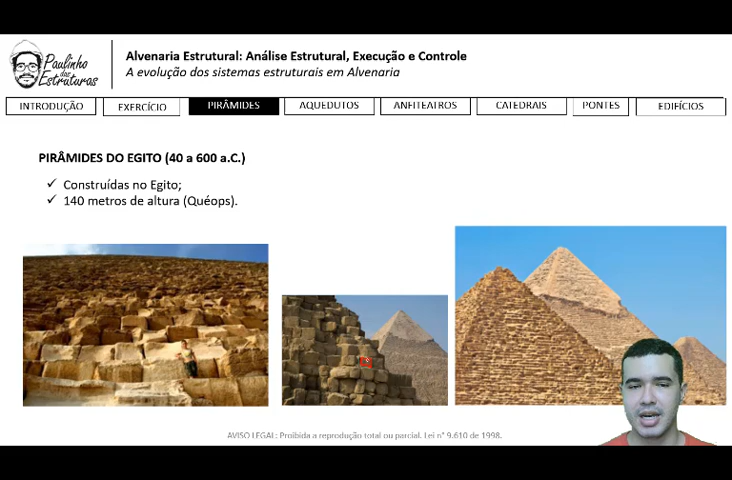 Paulinho
das
Estruturas
Alvenaria Estrutural: Análise Estrutural, Execução e Controle
A evolução dos sistemas estruturais em Alvenaria
INTRODUÇÃO
EXERCÍCIO
PIRÂMIDES
AQUEDUTOS
ANFITEATROS
CATEDRAIS
PONTES
EDIFÍCIOS
PIRÂMIDES DO EGITO (40 a 600 a.C.)
Construídas no Egito;
140 metros de altura (Quéops).
AVISO LEGAL: Proibida a reprodução total ou parcial. Lei n° 9.610 de 1998.